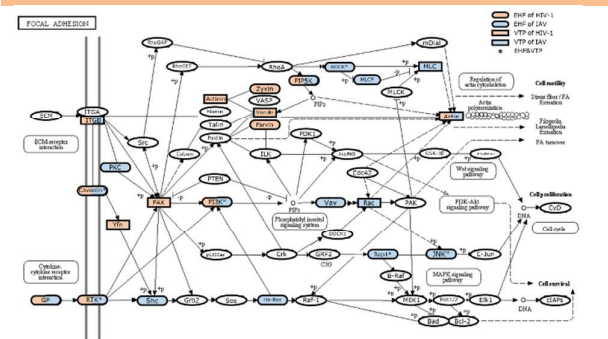 FOCAL ADHESION
EHF of HIV-1
EHF of IAV
VTP of HIV-1
VTP of IAV
* EHF&VTP
RhoGAP
mDia1
RhoGEF
RhoA
ROCK*
MLC
Zyxin
PIP5K
MLCP
Actinin
VASP
PIP2
MLCK
Regulation of
actin cytoskeleton
Cell motility
ECM
ITGA
ITGB
Talin
Vinculin
Parvin
Paxillin
Actin
Actin
polymerization
Stress fiber / FA
formation
Filopodia
Lamellipodia
formation
FA turnover
ECM-receptor
interaction
Src
Calpain
ILK
PDK1
Akt/PKB
PKC
PTEN
Cdc42
Wnt signaling
pathway
Caveolin*
FAK
PI3K*
PIP3
Vav
Rac
PAK
PI3K-Akt
signaling pathway
Cell proliferation
DNA
CyD
Phosphatidyl inositol
signaling system
Cell cycle
Fyn
DOCK1
p130Cas
Crk
GRF2
C3G
Rap1*
JNK*
C-Jun
Cytokine-
cytokine receptor
interaction
B-Raf
MAPK signaling
pathway
Cell survival
GF
RTK*
Shc
Grb2
Sos
Ha-Ras
Raf-1
MEK1
ERK1/2
Elk1
DNA
cIAPs
Bad
Bcl-2